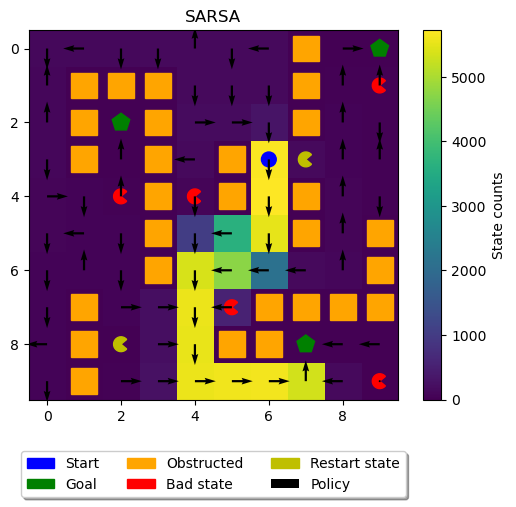 SARSA
0
2
4
6
8
0 2 4 6 8
5000
4000
3000
2000
1000
0
State counts
Start Obstructed Restart state
Goal Bad state Policy